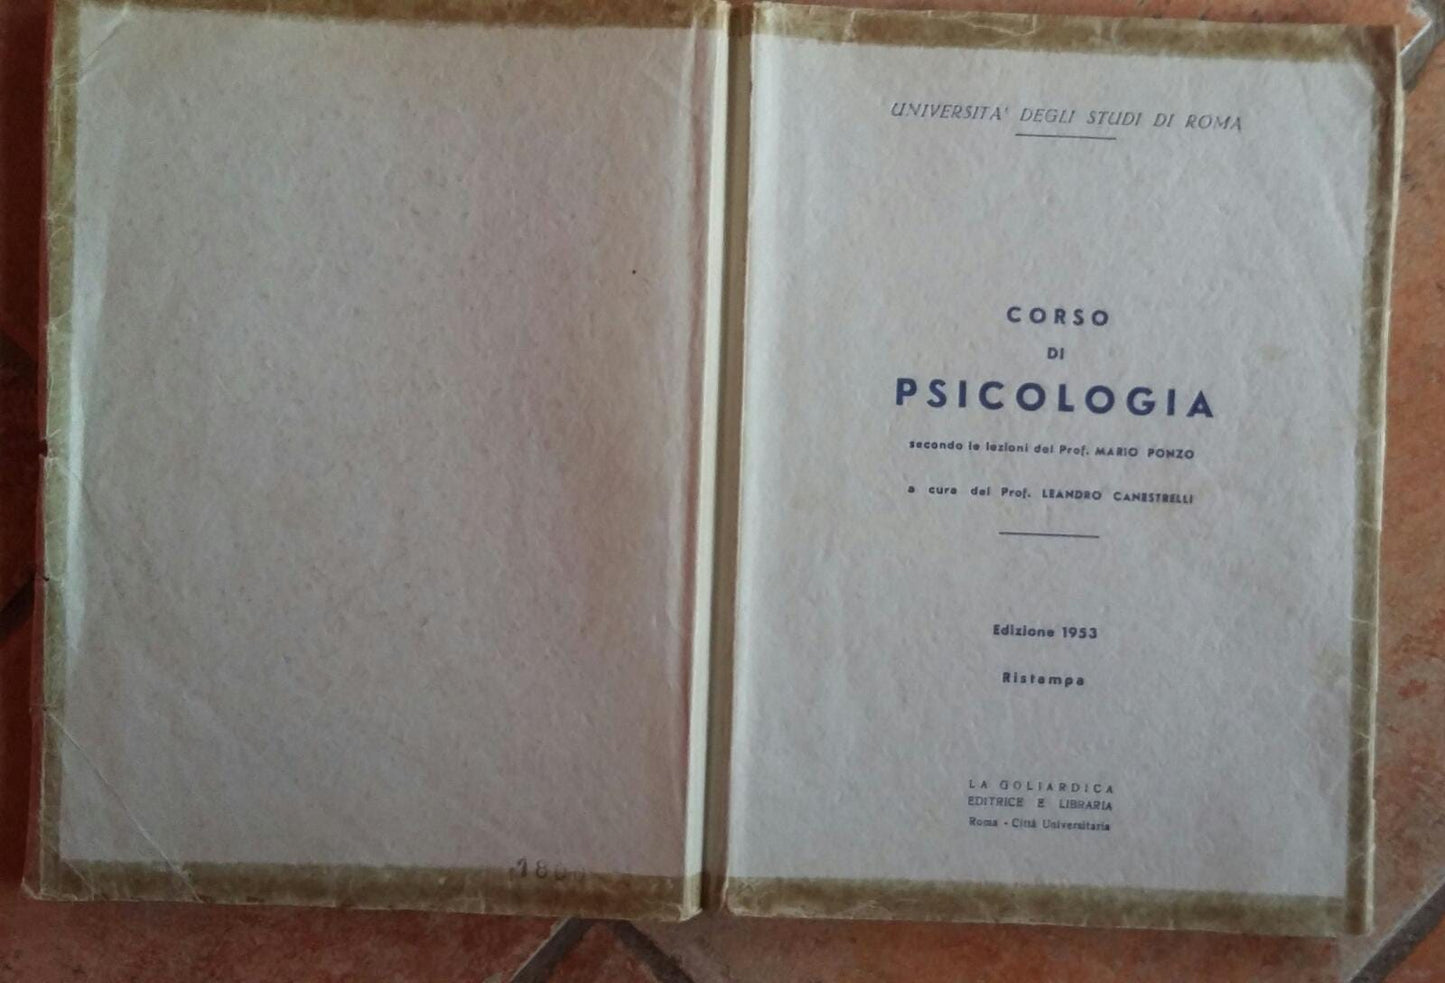 UNIVERSITA' DEGLI STUDI DI ROMA
CORSO
DI
PSICOLOGIA
secondo le lezioni del Prof. MARIO PONZO
a cura del Prof. LEANDRO CANESTRELLI
Edizione 1953
Ristampa
LA GOLIARDICA
EDITRICE E LIBRARIA
Roma - Città Universitaria